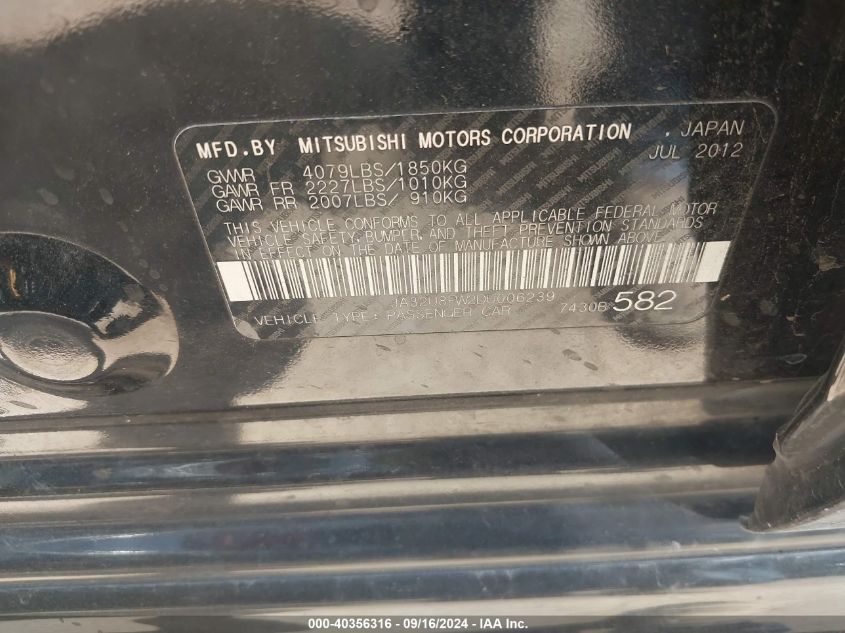 MFD.BY MITSUBISHI MOTORS CORPORATION . JAPAN
JUL 2012
GVWR 4079LBS/1850KG
GAWR FR 2227LBS/1010KG
GAWR RR 2007LBS/ 910KG
THIS VEHICLE CONFORMS TO ALL APPLICABLE FEDERAL MOTOR
VEHICLE SAFETY,BUMPER, AND THEFT PREVENTION STANDARDS
IN EFFECT ON THE DATE OF MANUFACTURE SHOWN ABOVE.
JA32U8FW2DU006239
VEHICLE TYPE: PASSENGER CAR 7430B 582
000-40356316 - 09/16/2024 - IAA Inc.